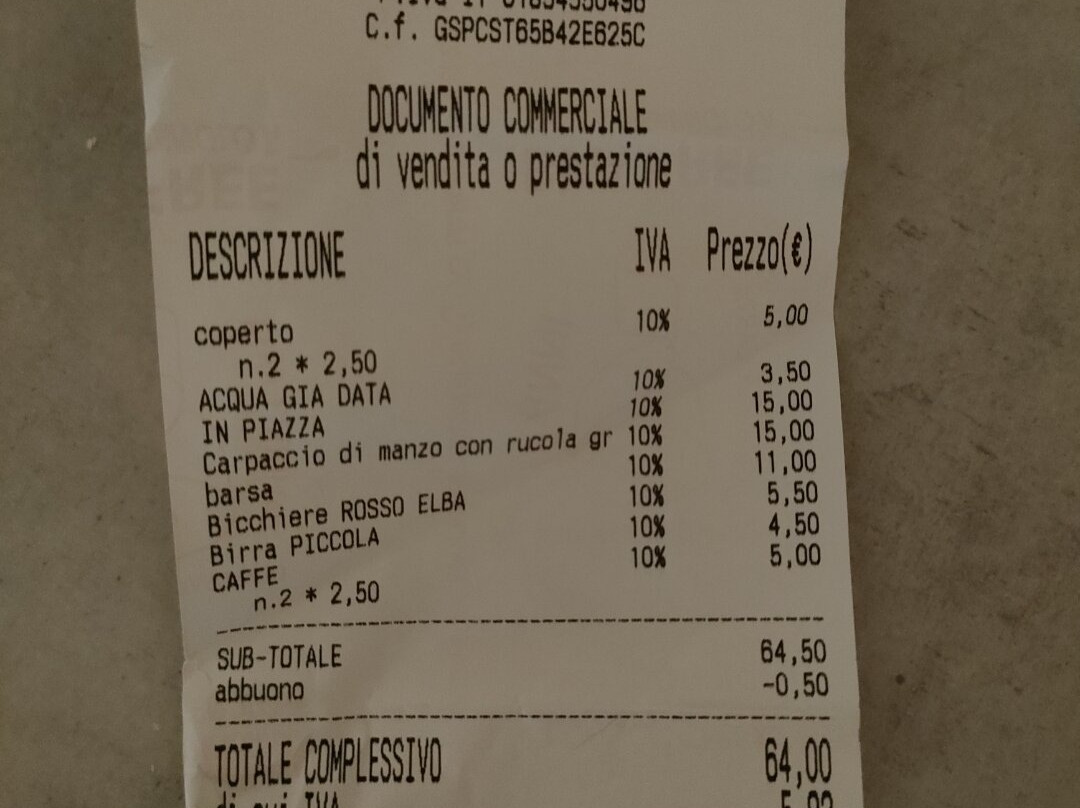 C.f. GSPCST65B42E625C
DOCUMENTO COMMERCIALE
di vendita o prestazione
DESCRIZIONE IVA Prezzo(€)
coperto 10% 5,00
n.2 * 2,50
ACQUA GIA DATA 10% 3,50
IN PIAZZA 10% 15,00
Carpaccio di manzo con rucola gr 10% 15,00
barsa 10% 11,00
Bicchiere ROSSO ELBA 10% 5,50
Birra PICCOLA 10% 4,50
CAFFE 10% 5,00
n.2 * 2,50
SUB-TOTALE 64,50
abbuono -0,50
TOTALE COMPLESSIVO 64,00
di cui IVA